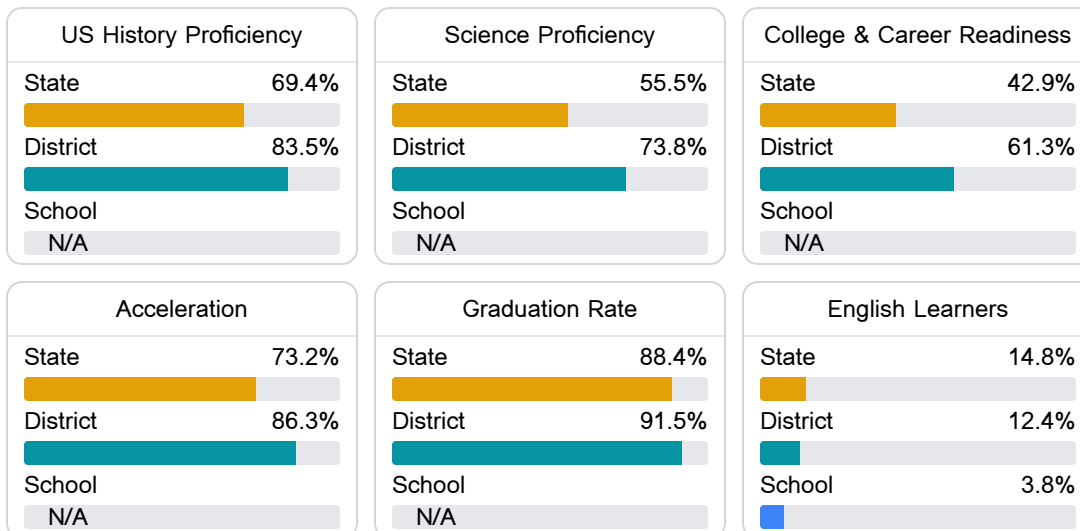 US History Proficiency
State 69.4%
District 83.5%
School
N/A
Science Proficiency
State 55.5%
District 73.8%
School
N/A
College & Career Readiness
State 42.9%
District 61.3%
School
N/A
Acceleration
State 73.2%
District 86.3%
School
N/A
Graduation Rate
State 88.4%
District 91.5%
School
N/A
English Learners
State 14.8%
District 12.4%
School 3.8%